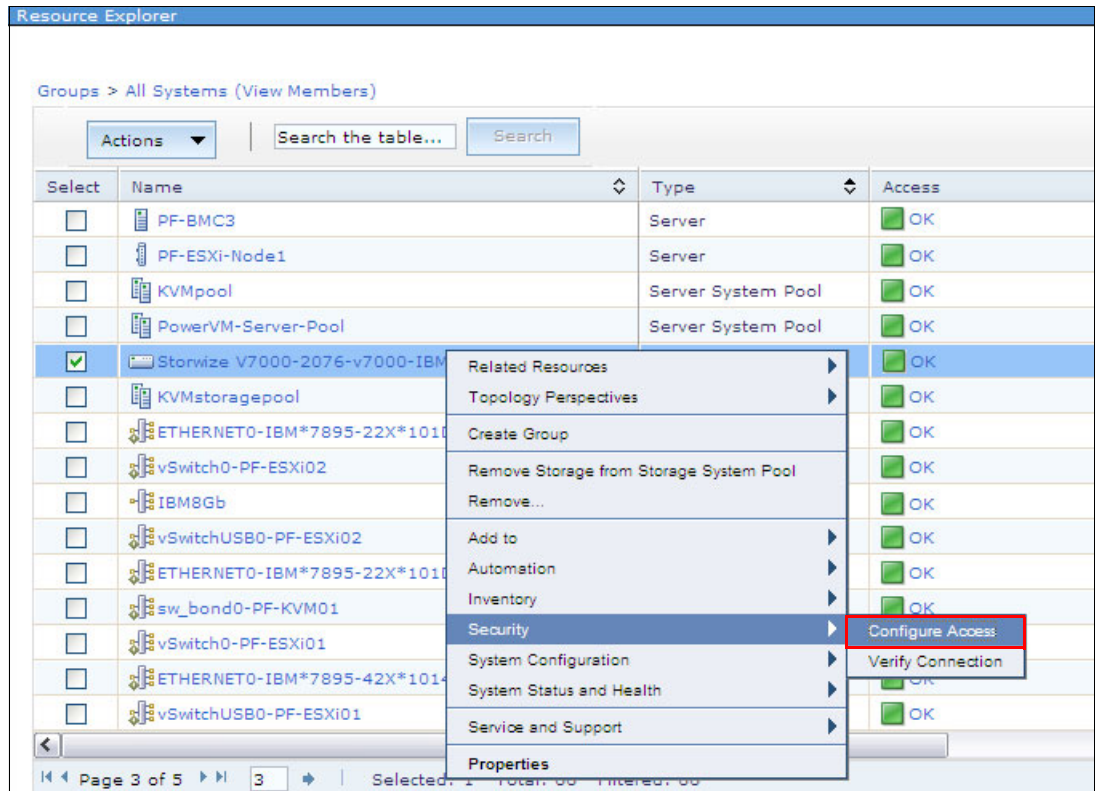 Resource Explorer
Groups > All Systems (View Members)
Actions Search the table... Search
Select Name Type Access
PF-BMC3 Server OK
PF-ESXi-Node1 Server OK
KVMpool Server System Pool OK
PowerVM-Server-Pool Server System Pool OK
Storwize V7000-2076-v7000-IBM OK
KVMstoragepool OK
ETHERNET0-IBM*7895-22X*101 OK
vSwitch0-PF-ESXi02 OK
IBM8Gb OK
vSwitchUSB0-PF-ESXi02 OK
ETHERNET0-IBM*7895-22X*101 OK
sw_bond0-PF-KVM01 OK
vSwitch0-PF-ESXi01
ETHERNET0-IBM*7895-42X*101 OK
vSwitchUSB0-PF-ESXi01 OK
Related Resources
Topology Perspectives
Create Group
Remove Storage from Storage System Pool
Remove...
Add to
Automation
Inventory
Security
System Configuration
System Status and Health
Service and Support
Properties
Configure Access
Verify Connection
Page 3 of 5 3 Selected: 1 Total: 66 Filtered: 66